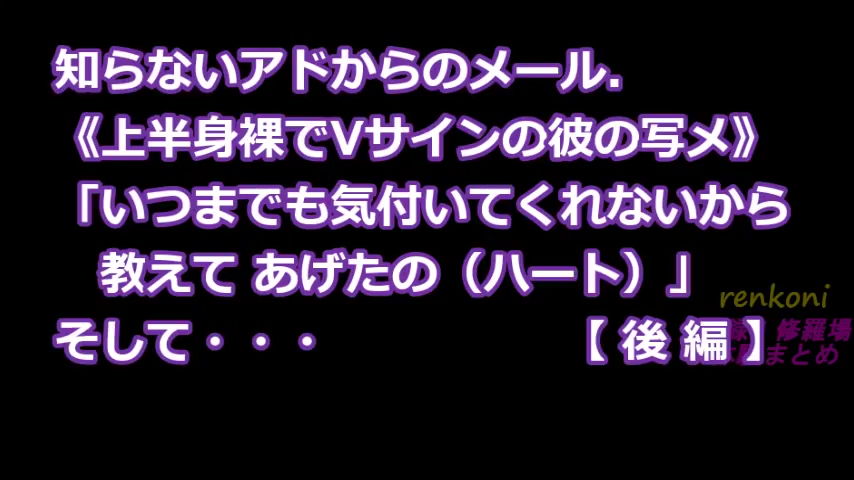 知らないアドからのメール．
《上半身裸でVサインの彼の写メ》
「いつまでも気付いてくれないから
教えて あげたの（ハート）」
renkoni
そして・・・
【 後 編 】
修羅場
まとめ